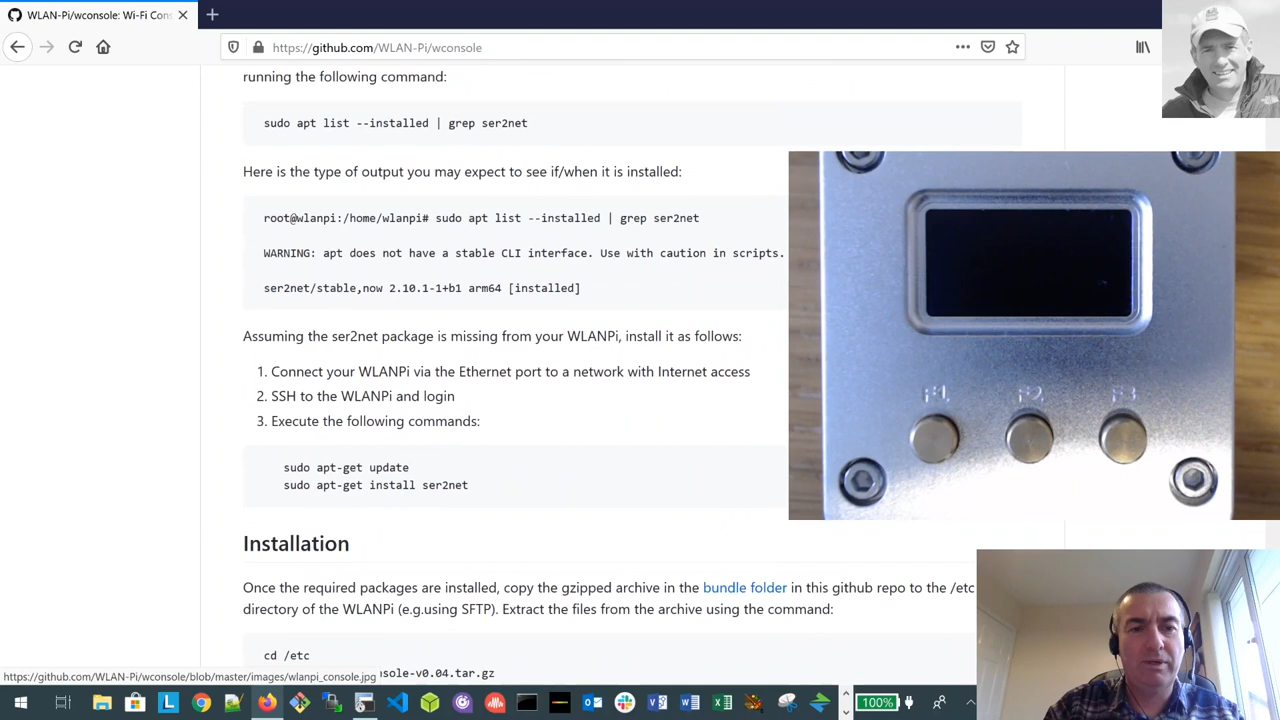 WLAN-Pi/wconsole: Wi-Fi Cons
https://github.com/WLAN-Pi/wconsole
running the following command:
sudo apt list --installed | grep ser2net
Here is the type of output you may expect to see if/when it is installed:
root@wlanpi:/home/wlanpi# sudo apt list --installed | grep ser2net
WARNING: apt does not have a stable CLI interface. Use with caution in scripts.
ser2net/stable,now 2.10.1-1+b1 arm64 [installed]
Assuming the ser2net package is missing from your WLANPi, install it as follows:
1. Connect your WLANPi via the Ethernet port to a network with Internet access
2. SSH to the WLANPi and login
3. Execute the following commands:
sudo apt-get update
sudo apt-get install ser2net
Installation
Once the required packages are installed, copy the gzipped archive in the bundle folder in this github repo to the /etc
directory of the WLANPi (e.g.using SFTP). Extract the files from the archive using the command:
cd /etc
nsole-v0.04.tar.gz
https://github.com/WLAN-Pi/wconsole/blob/master/images/wlanpi_console.jpg
F1 F2 F3
100%